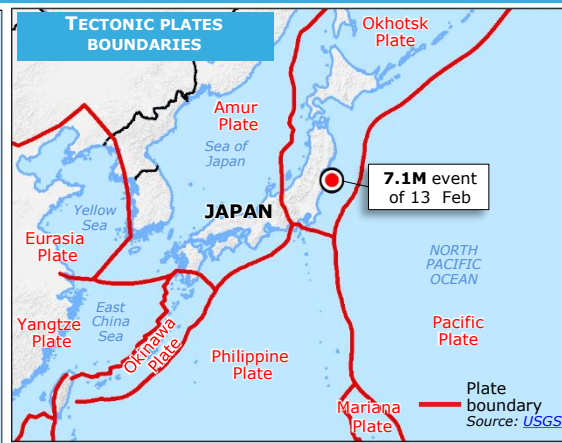 TECTONIC PLATES
BOUNDARIES
Okhotsk
Plate
Amur
Plate
Sea of
Japan
7.1M event
of 13 Feb
JAPAN
Yellow
Sea
Eurasia
Plate
NORTH
PACIFIC
OCEAN
East
China
Sea
Yangtze
Plate
Okinawa
Plate
Philippine
Plate
Pacific
Plate
Mariana
Plate
Plate
boundary
Source: USGS